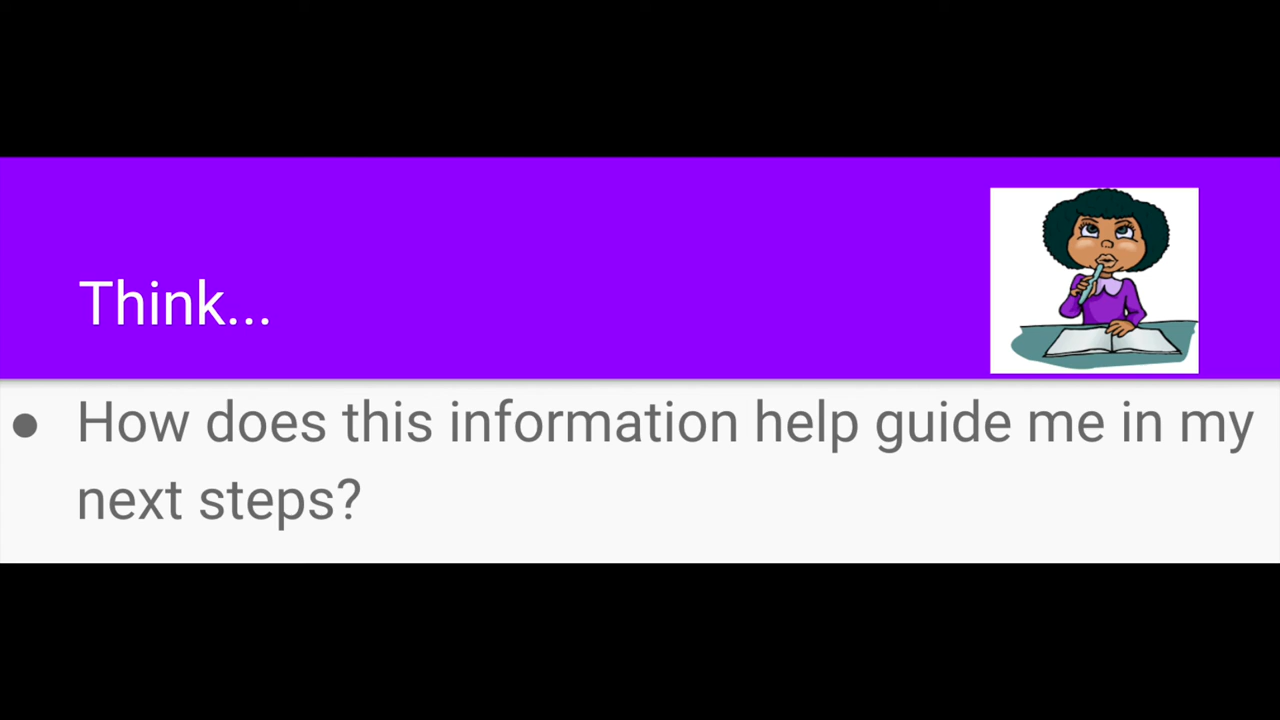 Think...
● How does this information help guide me in my
next steps?